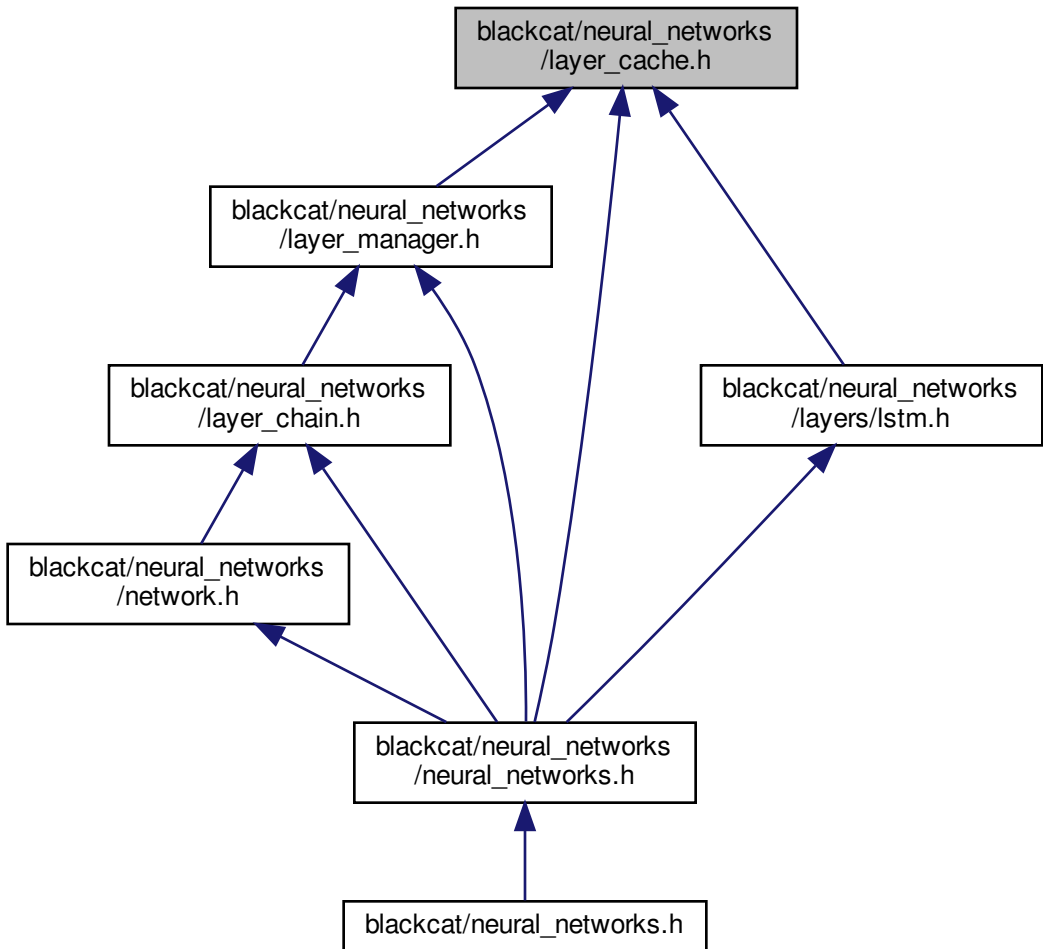 blackcat/neural_networks
/layer_cache.h
blackcat/neural_networks
/layer_manager.h
blackcat/neural_networks
/layer_chain.h
blackcat/neural_networks
/layers/lstm.h
blackcat/neural_networks
/network.h
blackcat/neural_networks
/neural_networks.h
blackcat/neural_networks.h